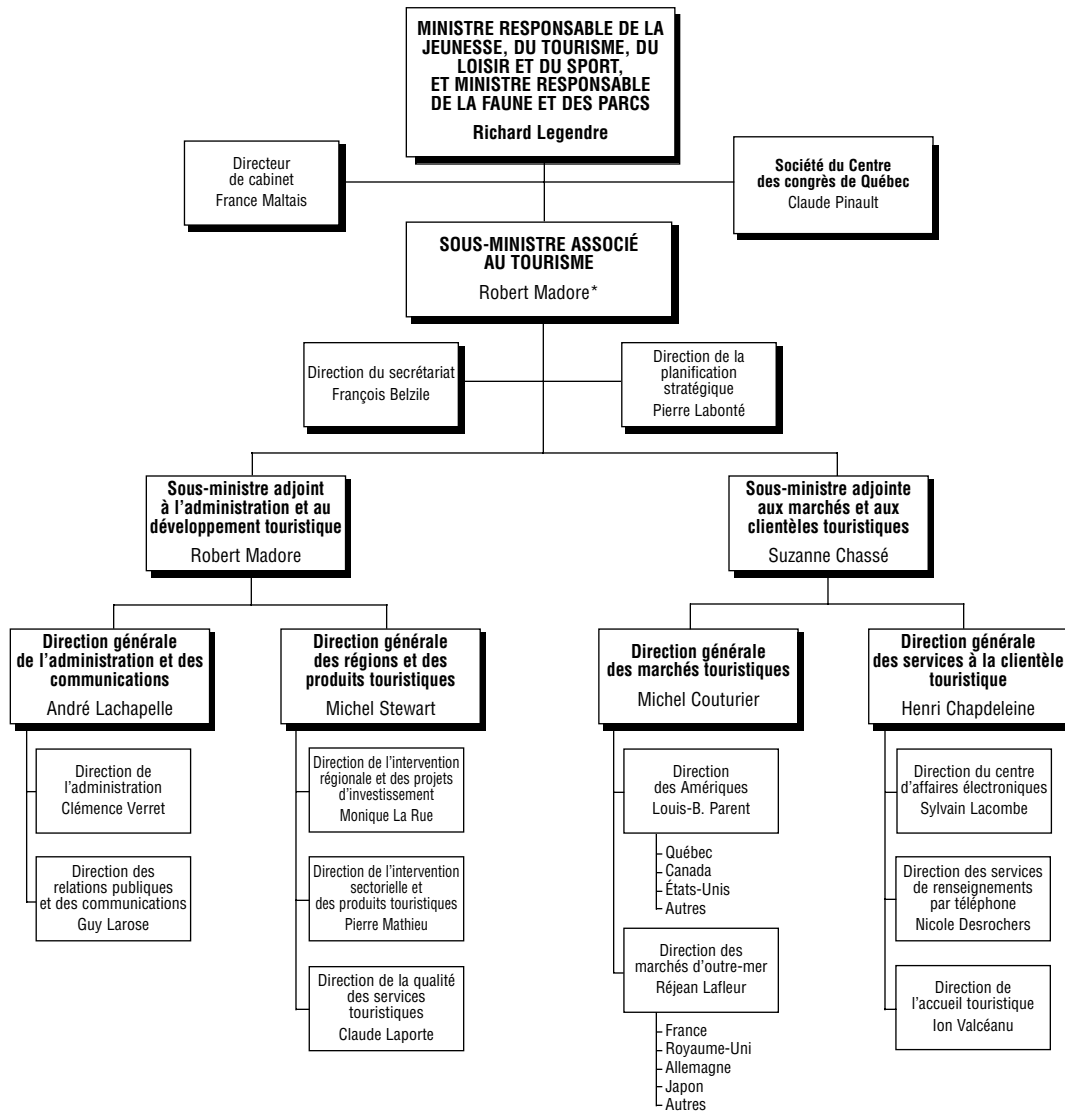 MINISTRE RESPONSABLE DE LA
JEUNESSE, DU TOURISME, DU
LOISIR ET DU SPORT,
ET MINISTRE RESPONSABLE
DE LA FAUNE ET DES PARCS
Richard Legendre
Directeur
de cabinet
France Maltais
Société du Centre
des congrès de Québec
Claude Pinault
SOUS-MINISTRE ASSOCIÉ
AU TOURISME
Robert Madore*
Direction du secrétariat
François Belzile
Direction de la
planification
stratégique
Pierre Labonté
Sous-ministre adjoint
à l'administration et au
développement touristique
Robert Madore
Sous-ministre adjointe
aux marchés et aux
clientèles touristiques
Suzanne Chassé
Direction générale
de l'administration et des
communications
André Lachapelle
Direction générale
des régions et des
produits touristiques
Michel Stewart
Direction générale
des marchés touristiques
Michel Couturier
Direction générale
des services à la clientèle
touristique
Henri Chapdeleine
Direction de
l'administration
Clémence Verret
Direction des
relations publiques
et des communications
Guy Larose
Direction de l'intervention
régionale et des projets
d'investissement
Monique La Rue
Direction de l'intervention
sectorielle et
des produits touristiques
Pierre Mathieu
Direction de la qualité
des services
touristiques
Claude Laporte
Direction
des Amériques
Louis-B. Parent
Québec
Canada
États-Unis
Autres
Direction des
marchés d'outre-mer
Réjean Lafleur
France
Royaume-Uni
Allemagne
Japon
Autres
Direction du centre
d'affaires électroniques
Sylvain Lacombe
Direction des services
de renseignements
par téléphone
Nicole Desrochers
Direction de
l'accueil touristique
Ion Valcéanu